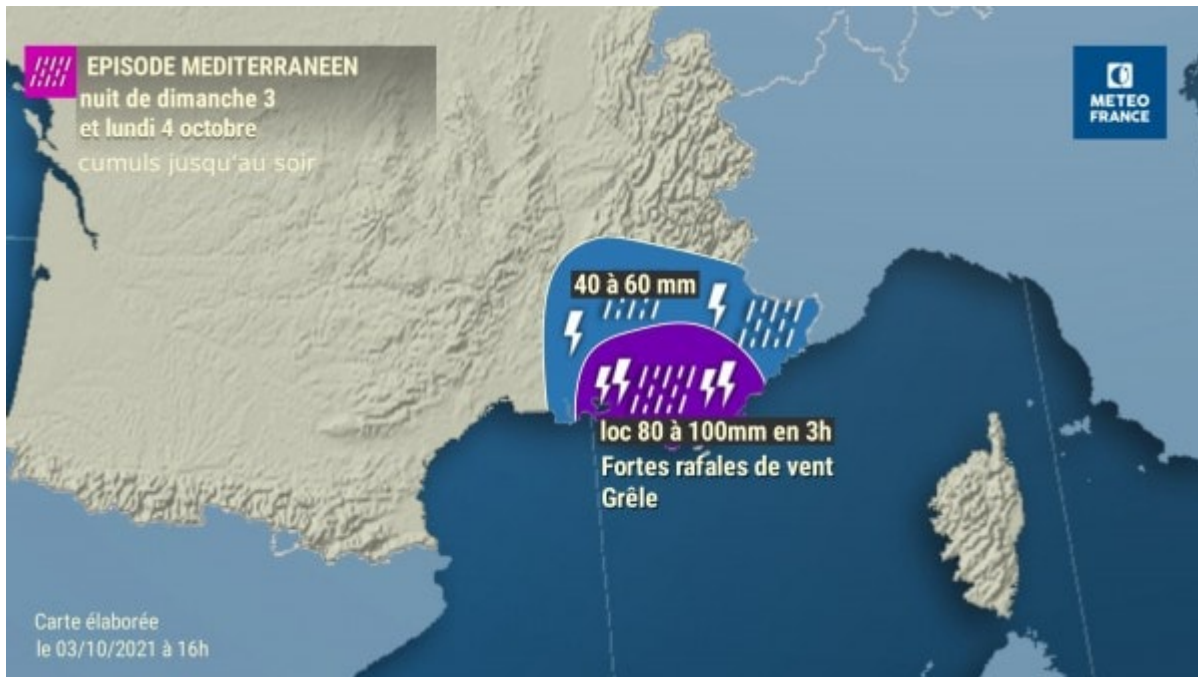 EPISODE MEDITERRANEEN
nuit de dimanche 3
et lundi 4 octobre
cumuls jusqu'au soir
METEO
FRANCE
40 à 60 mm
loc 80 à 100mm en 3h
Fortes rafales de vent
Grêle
Carte élaborée
le 03/10/2021 à 16h